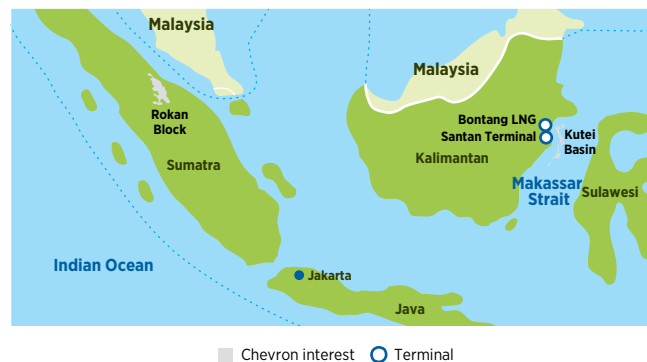 Malaysia
Malaysia
Rokan
Block
Bontang LNG
Santan Terminal
Kutei
Basin
Sumatra
Kalimantan
Makassar
Strait
Sulawesi
Indian Ocean
Jakarta
Java
Chevron interest
Terminal